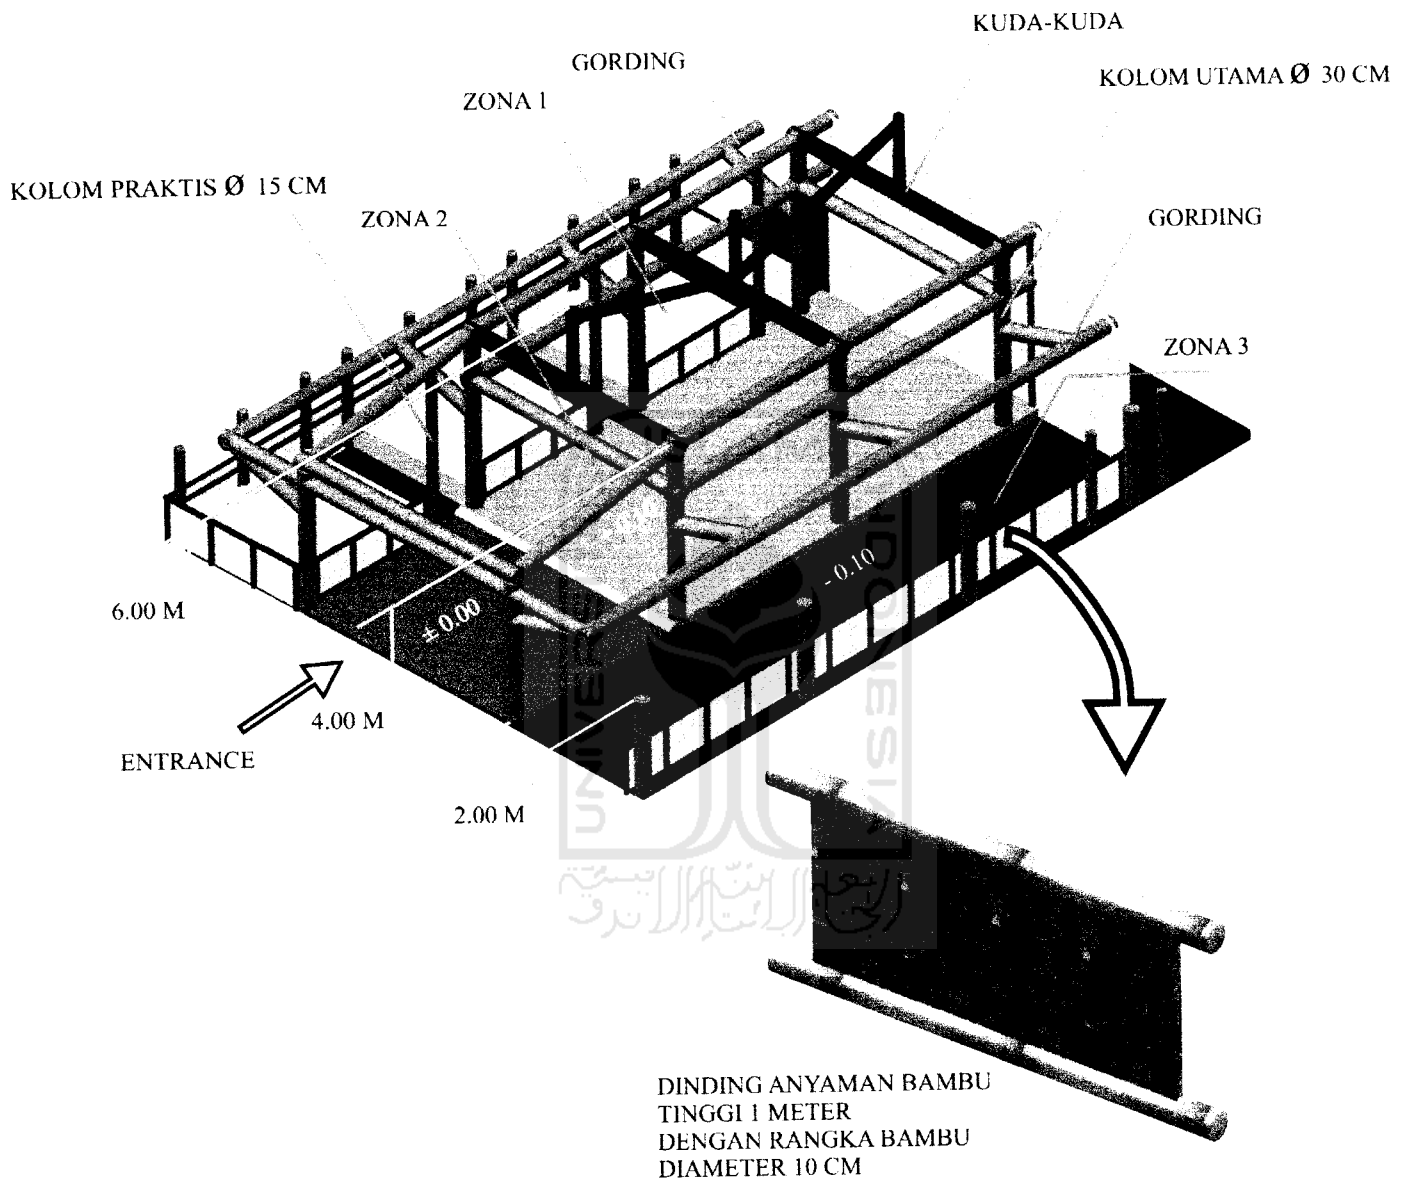 KUDA-KUDA
GORDING
KOLOM UTAMA Ø 30 CM
ZONA 1
KOLOM PRAKTIS Ø 15 CM
ZONA 2
GORDING
ZONA 3
- 0.10
6.00 M
± 0.00
4.00 M
ENTRANCE
2.00 M
UNIVERSITAS
INDONESIA
DINDING ANYAMAN BAMBU
TINGGI 1 METER
DENGAN RANGKA BAMBU
DIAMETER 10 CM